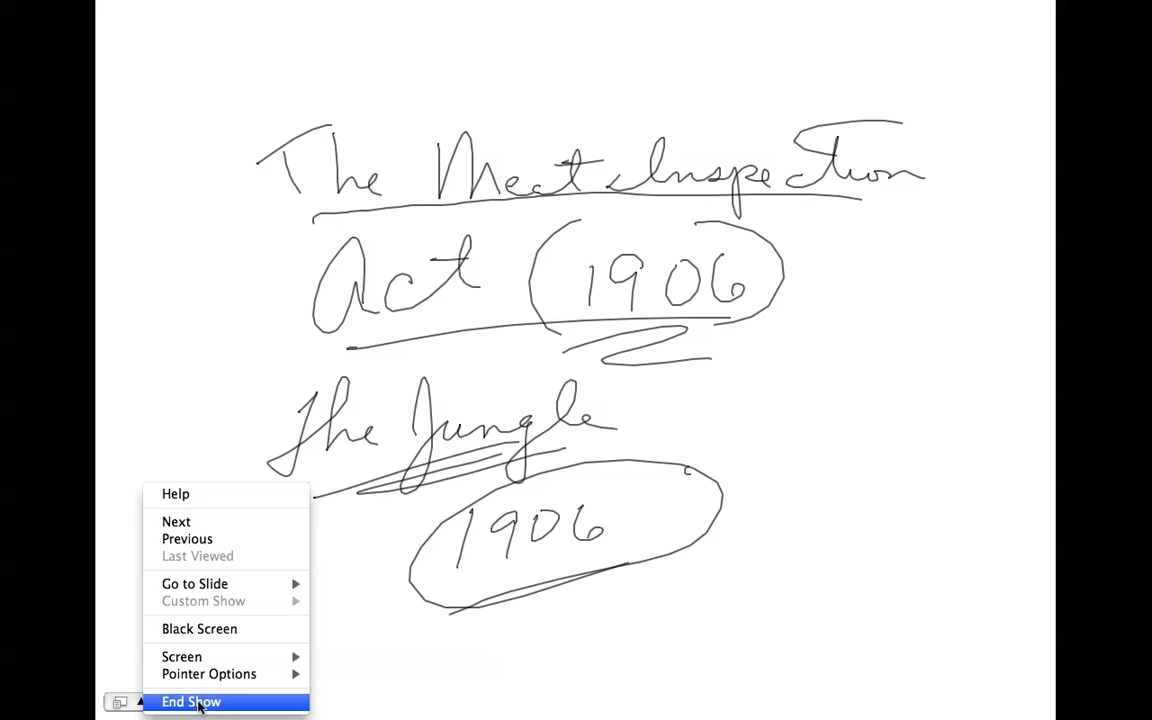 The Meat Inspection
Act (1906)
The Jungle
1906
Help
Next
Previous
Last Viewed
Go to Slide
Custom Show
Black Screen
Screen
Pointer Options
End Show